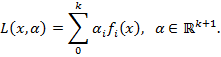 L(x,α) = ∑_{0}^{k} α_i f_i(x), α ∈ ℝ^{k+1}.